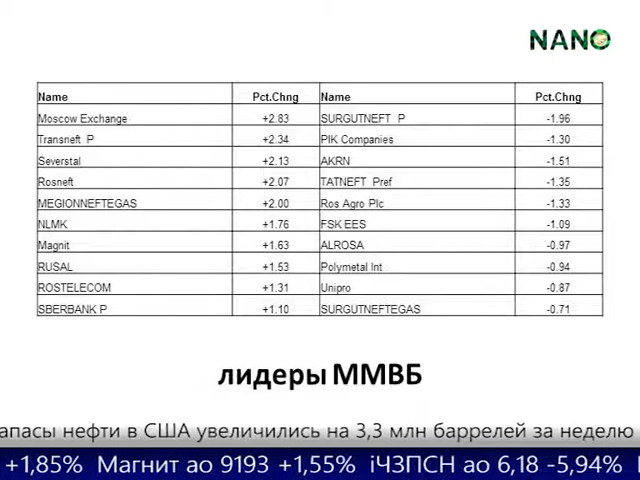 NANO
Name Pct.Chng Name Pct.Chng
Moscow Exchange +2.83 SURGUTNEFT P -1.96
Transneft P +2.34 PIK Companies -1.30
Severstal +2.13 AKRN -1.51
Rosneft +2.07 TATNEFT Pref -1.35
MEGIONNEFTEGAS +2.00 Ros Agro Plc -1.33
NLMK +1.76 FSK EES -1.09
Magnit +1.63 ALROSA -0.97
RUSAL +1.53 Polymetal Int -0.94
ROSTELECOM +1.31 Unipro -0.87
SBERBANK P +1.10 SURGUTNEFTEGAS -0.71
лидеры ММВБ
апасы нефти в США увеличились на 3,3 млн баррелей за неделю
+1,85% Магнит ао 9193 +1,55% iЧЗПСН ао 6,18 -5,94%